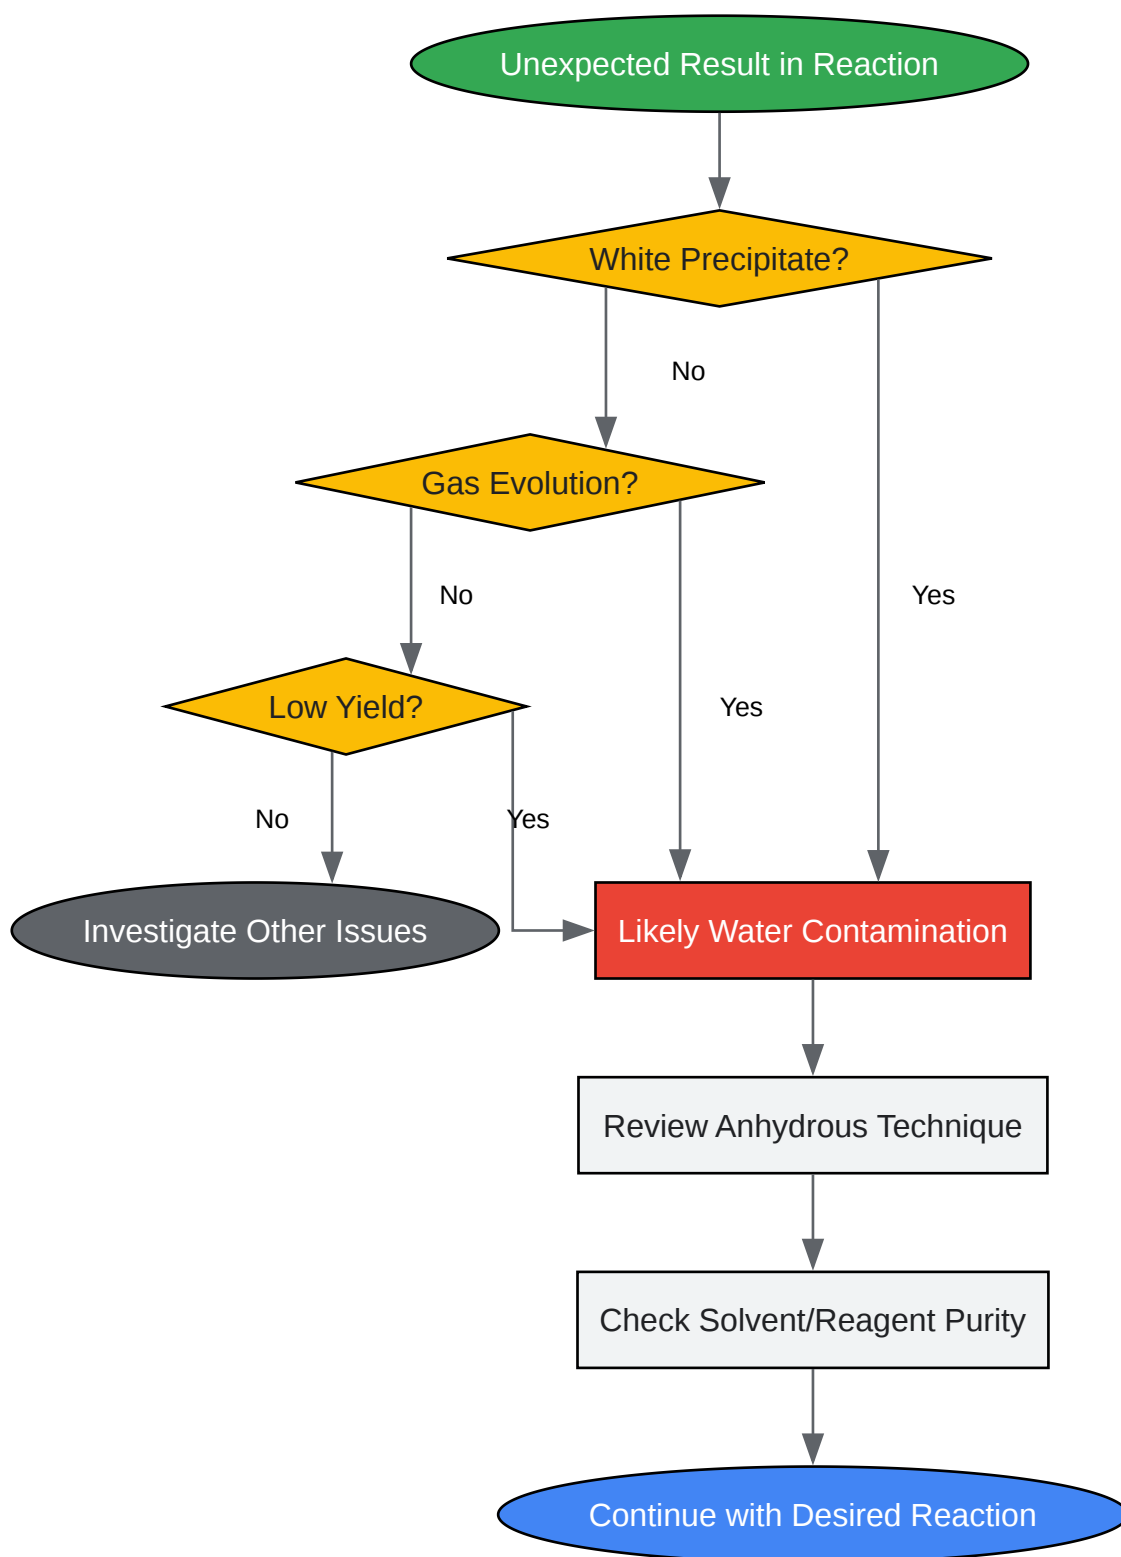 Unexpected Result in Reaction
White Precipitate?
No
Gas Evolution?
No
Yes
Low Yield?
Yes
No
Yes
Investigate Other Issues
Likely Water Contamination
Review Anhydrous Technique
Check Solvent/Reagent Purity
Continue with Desired Reaction